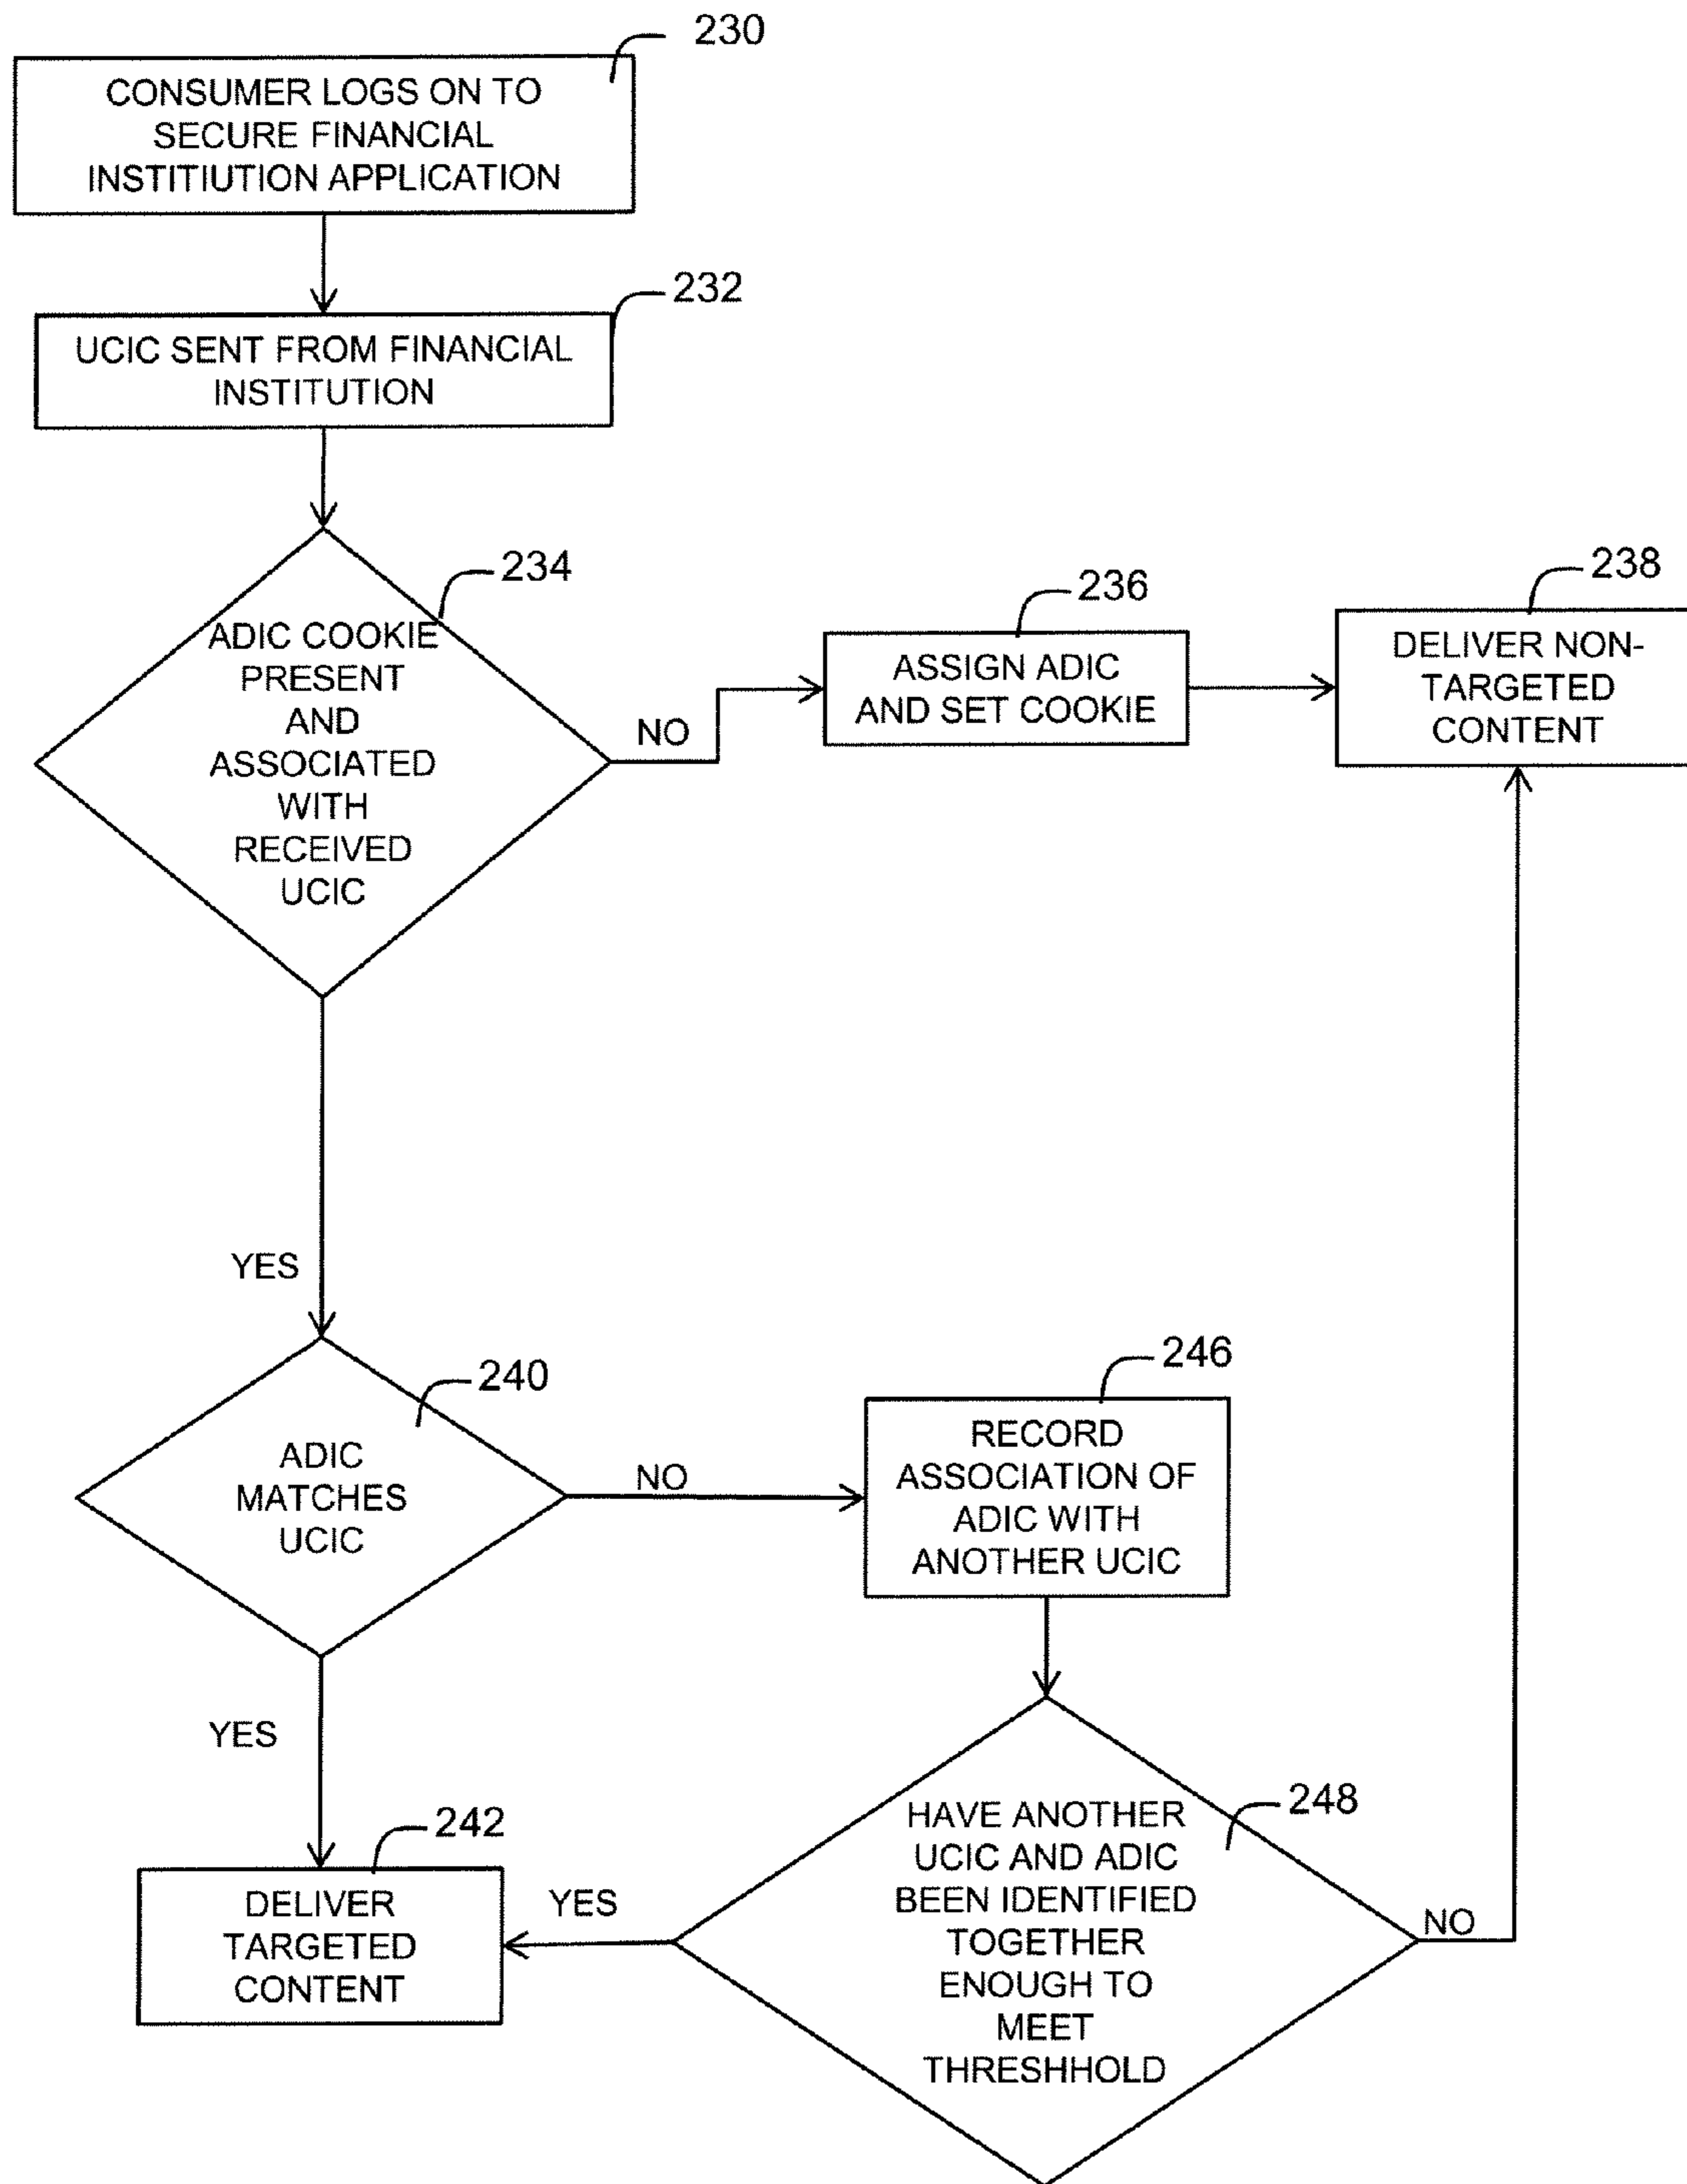 230
CONSUMER LOGS ON TO
SECURE FINANCIAL
INSTITIUTION APPLICATION
232
UCIC SENT FROM FINANCIAL
INSTITUTION
234
ADIC COOKIE
PRESENT
AND
ASSOCIATED
WITH
RECEIVED
UCIC
NO
236
ASSIGN ADIC
AND SET COOKIE
238
DELIVER NON-
TARGETED
CONTENT
YES
240
ADIC
MATCHES
UCIC
NO
246
RECORD
ASSOCIATION OF
ADIC WITH
ANOTHER UCIC
YES
242
DELIVER
TARGETED
CONTENT
YES
248
HAVE ANOTHER
UCIC AND ADIC
BEEN IDENTIFIED
TOGETHER
ENOUGH TO
MEET
THRESHHOLD
NO